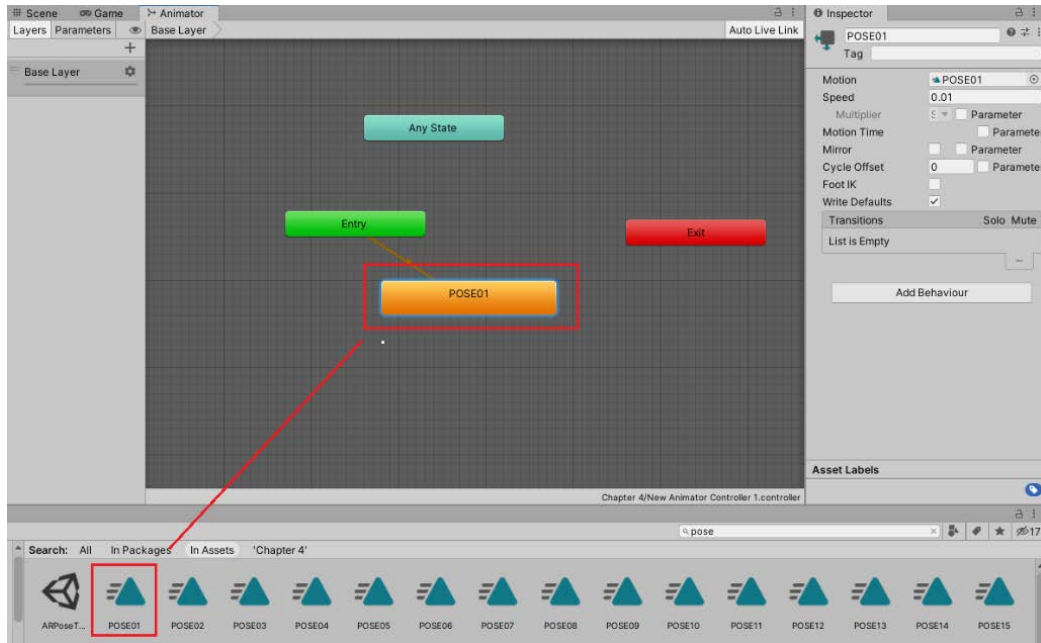 Scene Game Animator
Layers Parameters Base Layer Auto Live Link
Base Layer
Any State
Entry
Exit
POSE01
Chapter 4/New Animator Controller 1.controller
Inspector
POSE01
Tag
Motion POSE01
Speed 0.01
Multiplier S Parameter
Motion Time Paramete
Mirror Parameter
Cycle Offset 0 Paramete
Foot IK
Write Defaults
Transitions Solo Mute
List is Empty
Add Behaviour
Asset Labels
pose 17
Search: All In Packages In Assets 'Chapter 4'
ARPoseT... POSE01 POSE02 POSE03 POSE04 POSE05 POSE06 POSE07 POSE08 POSE09 POSE10 POSE11 POSE12 POSE13 POSE14 POSE15